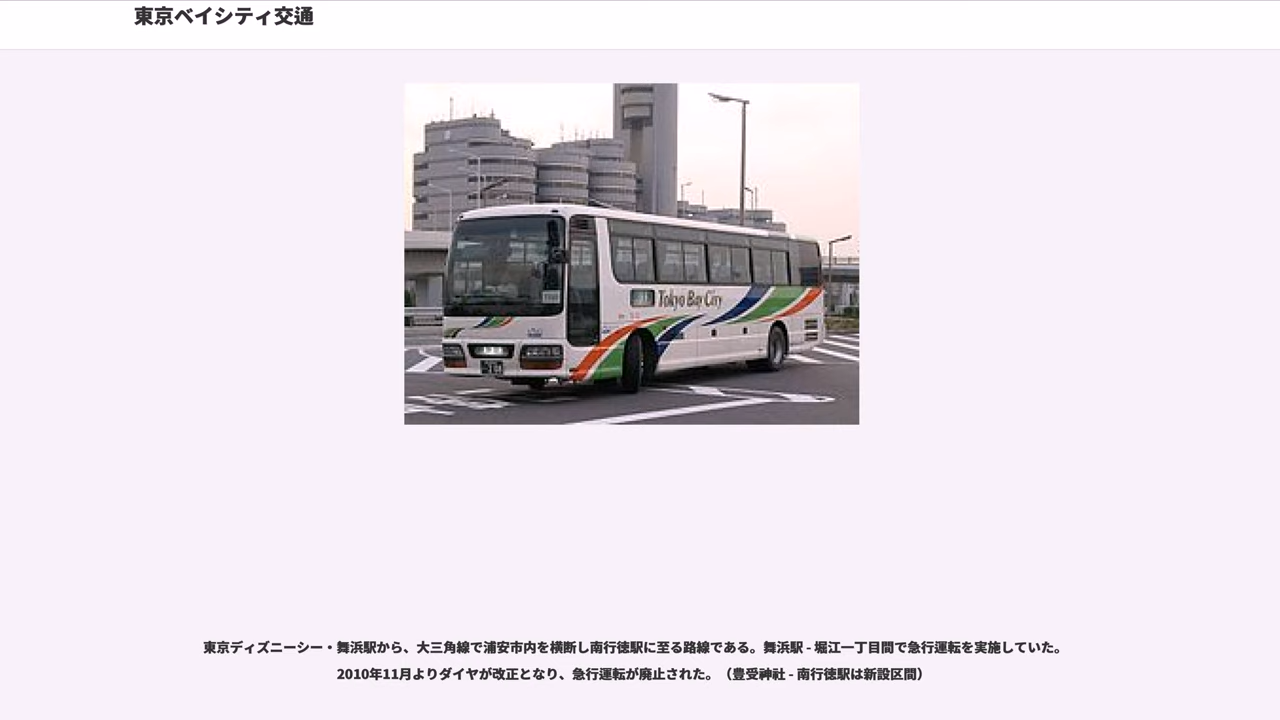 東京ベイシティ交通
Tokyo Bay City
東京ディズニーシー・舞浜駅から、大三角線で浦安市内を横断し南行徳駅に至る路線である。舞浜駅 - 堀江一丁目間で急行運転を実施していた。
2010年11月よりダイヤが改正となり、急行運転が廃止された。（豊受神社 - 南行徳駅は新設区間）